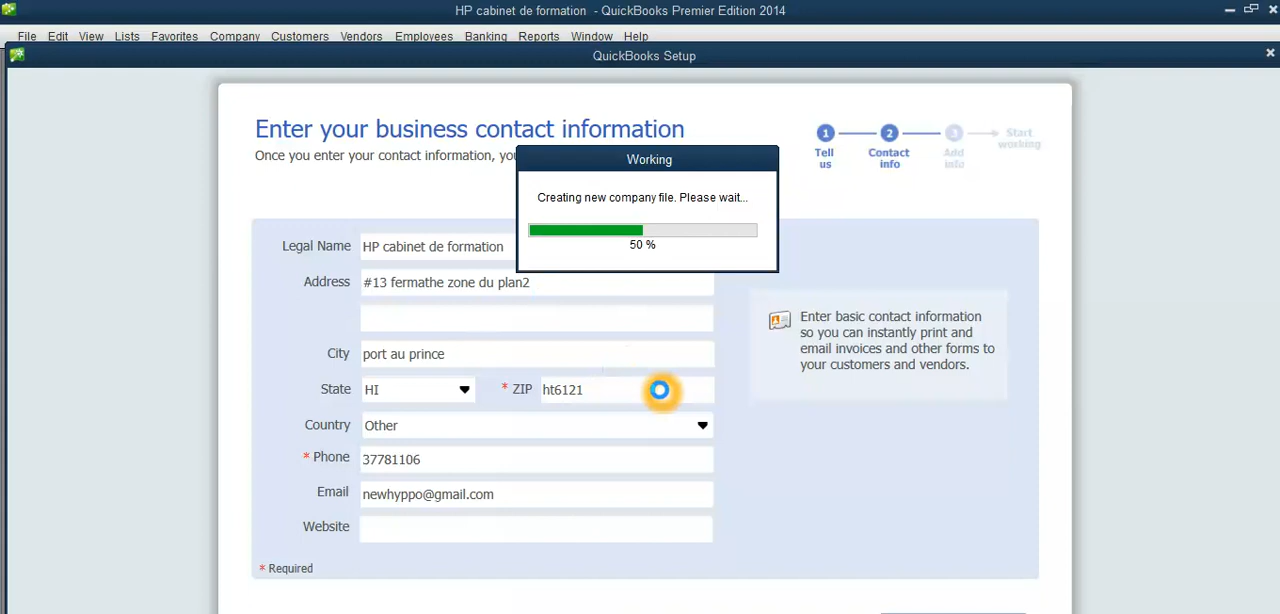 HP cabinet de formation - QuickBooks Premier Edition 2014
File Edit View Lists Favorites Company Customers Vendors Employees Banking Reports Window Help
QuickBooks Setup
Enter your business contact information
Once you enter your contact information, you
1 2 3
Tell us
Contact info
Add info
Start working
Working
Creating new company file. Please wait...
50 %
Legal Name HP cabinet de formation
Address #13 fermathe zone du plan2
City port au prince
State HI * ZIP ht6121
Country Other
* Phone 37781106
Email newhyppo@gmail.com
Website
* Required
Enter basic contact information
so you can instantly print and
email invoices and other forms to
your customers and vendors.